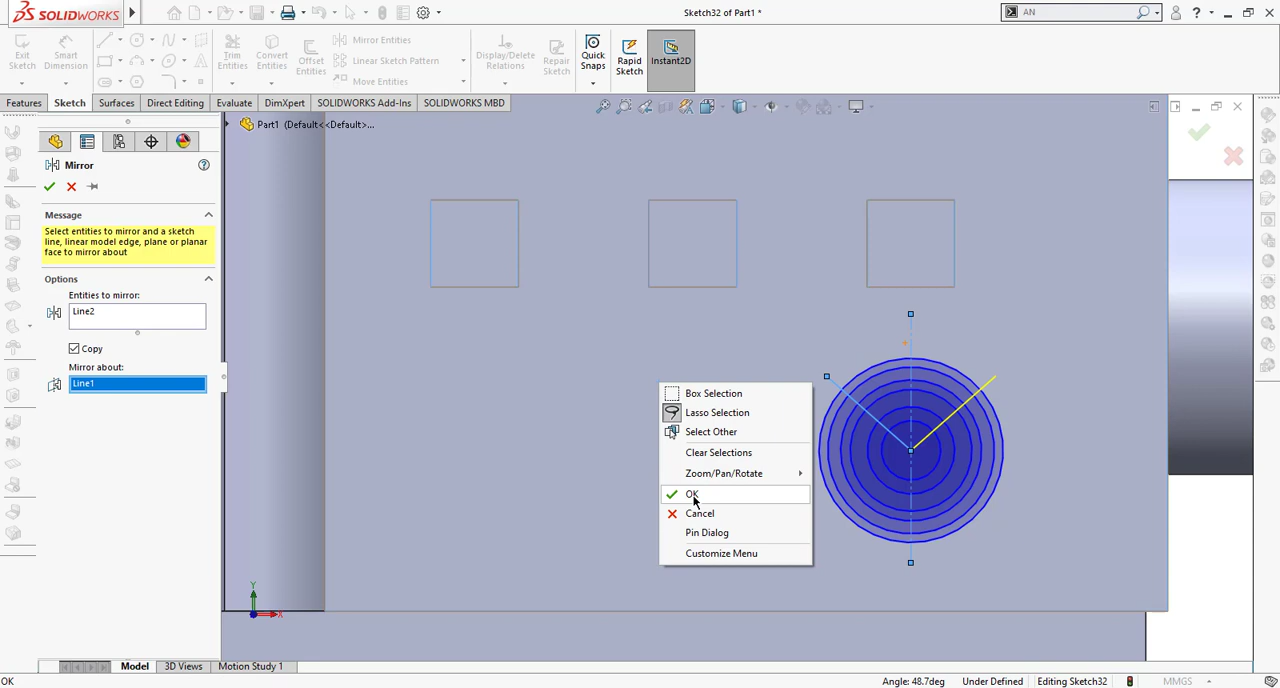 SOLIDWORKS
Sketch32 of Part1 *
AN
?
Exit Sketch
Smart Dimension
Trim Entities
Convert Entities
Offset Entities
Mirror Entities
Linear Sketch Pattern
Move Entities
Display/Delete Relations
Repair Sketch
Quick Snaps
Rapid Sketch
Instant2D
Features
Sketch
Surfaces
Direct Editing
Evaluate
DimXpert
SOLIDWORKS Add-Ins
SOLIDWORKS MBD
Part1 (Default<<Default>...
Mirror
?
Message
Select entities to mirror and a sketch
line, linear model edge, plane or planar
face to mirror about
Options
Entities to mirror:
Line2
Copy
Mirror about:
Line1
Box Selection
Lasso Selection
Select Other
Clear Selections
Zoom/Pan/Rotate
OK
Cancel
Pin Dialog
Customize Menu
Y
X
Model
3D Views
Motion Study 1
OK
Angle: 48.7deg
Under Defined
Editing Sketch32
MMGS